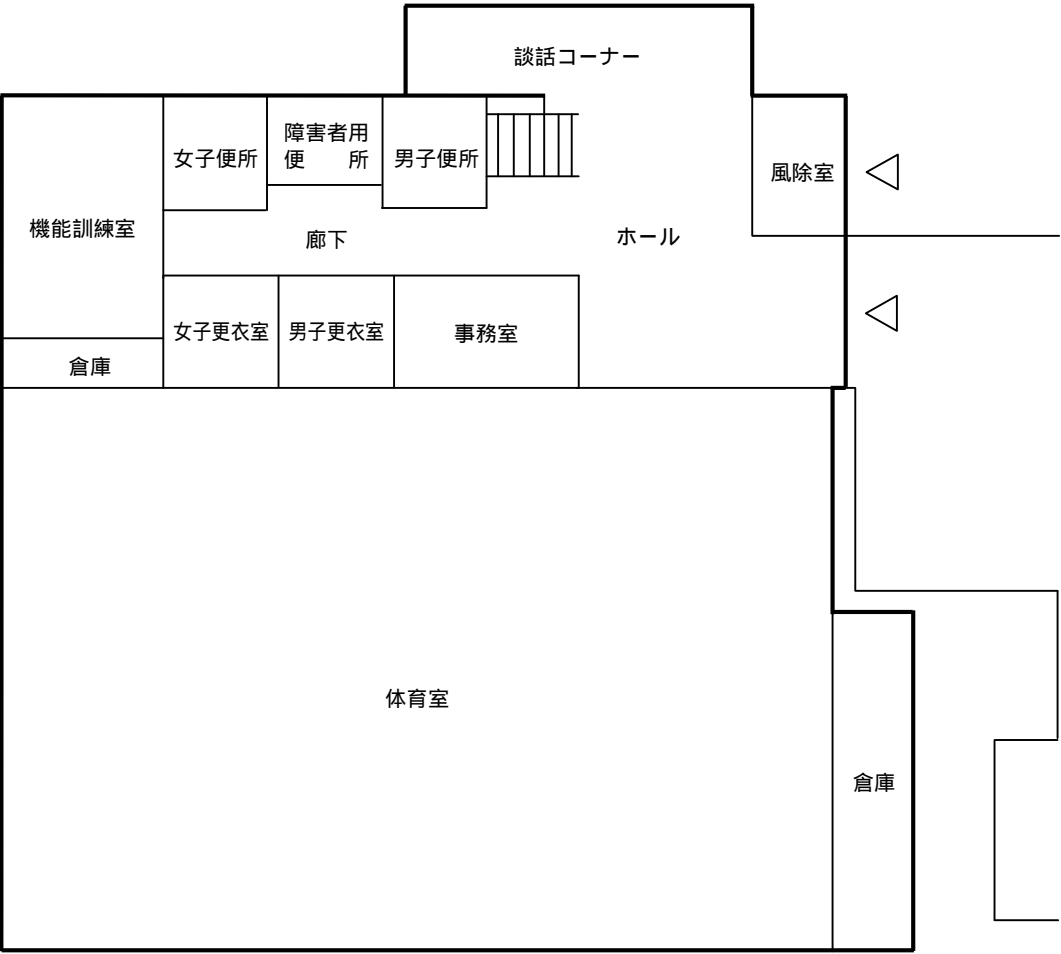 談話コーナー
障害者用
便　　所
女子便所
男子便所
風除室
機能訓練室
廊下
ホール
女子更衣室
男子更衣室
事務室
倉庫
体育室
倉庫